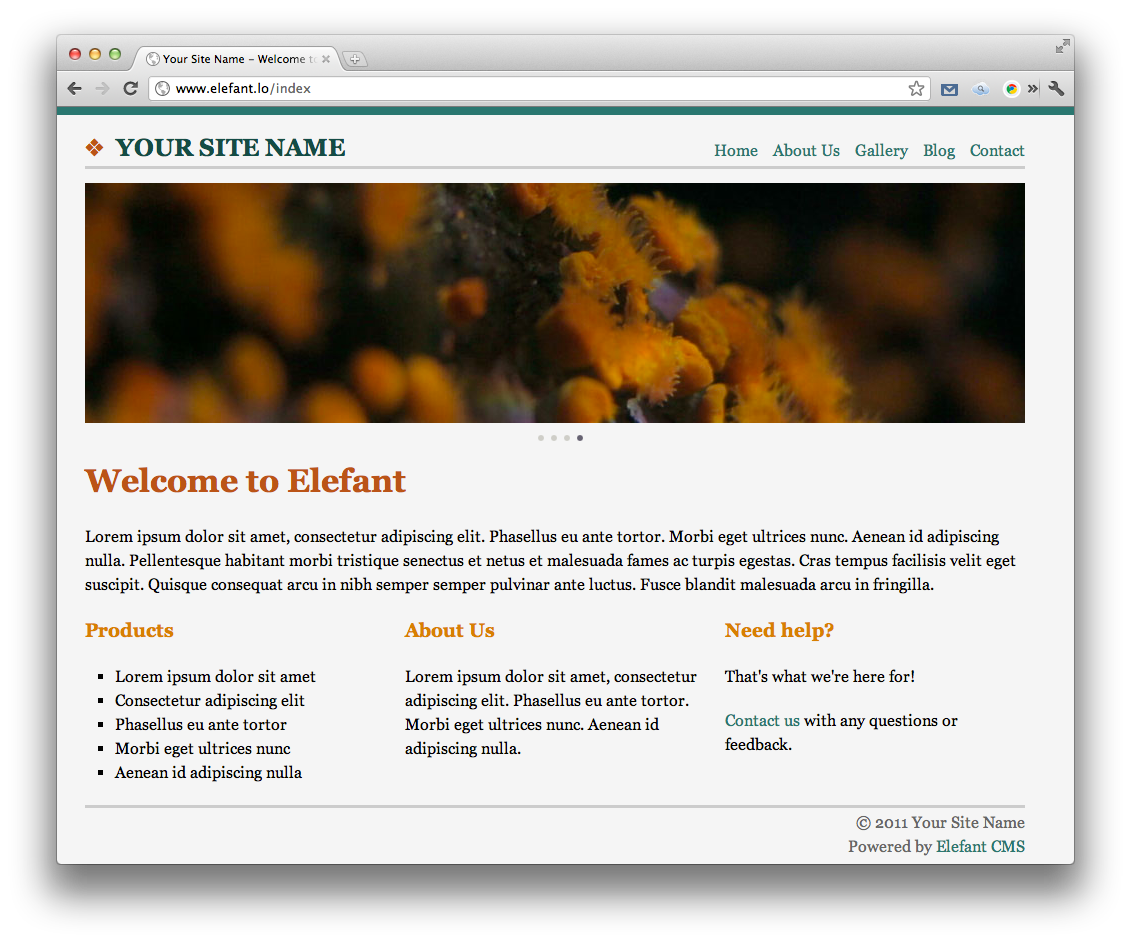 Your Site Name – Welcome to
www.elefant.lo/index
YOUR SITE NAME
Home About Us Gallery Blog Contact
Welcome to Elefant
Lorem ipsum dolor sit amet, consectetur adipiscing elit. Phasellus eu ante tortor. Morbi eget ultrices nunc. Aenean id adipiscing
nulla. Pellentesque habitant morbi tristique senectus et netus et malesuada fames ac turpis egestas. Cras tempus facilisis velit eget
suscipit. Quisque consequat arcu in nibh semper semper pulvinar ante luctus. Fusce blandit malesuada arcu in fringilla.
Products
Lorem ipsum dolor sit amet
Consectetur adipiscing elit
Phasellus eu ante tortor
Morbi eget ultrices nunc
Aenean id adipiscing nulla
About Us
Lorem ipsum dolor sit amet, consectetur
adipiscing elit. Phasellus eu ante tortor.
Morbi eget ultrices nunc. Aenean id
adipiscing nulla.
Need help?
That's what we're here for!
Contact us with any questions or
feedback.
© 2011 Your Site Name
Powered by Elefant CMS